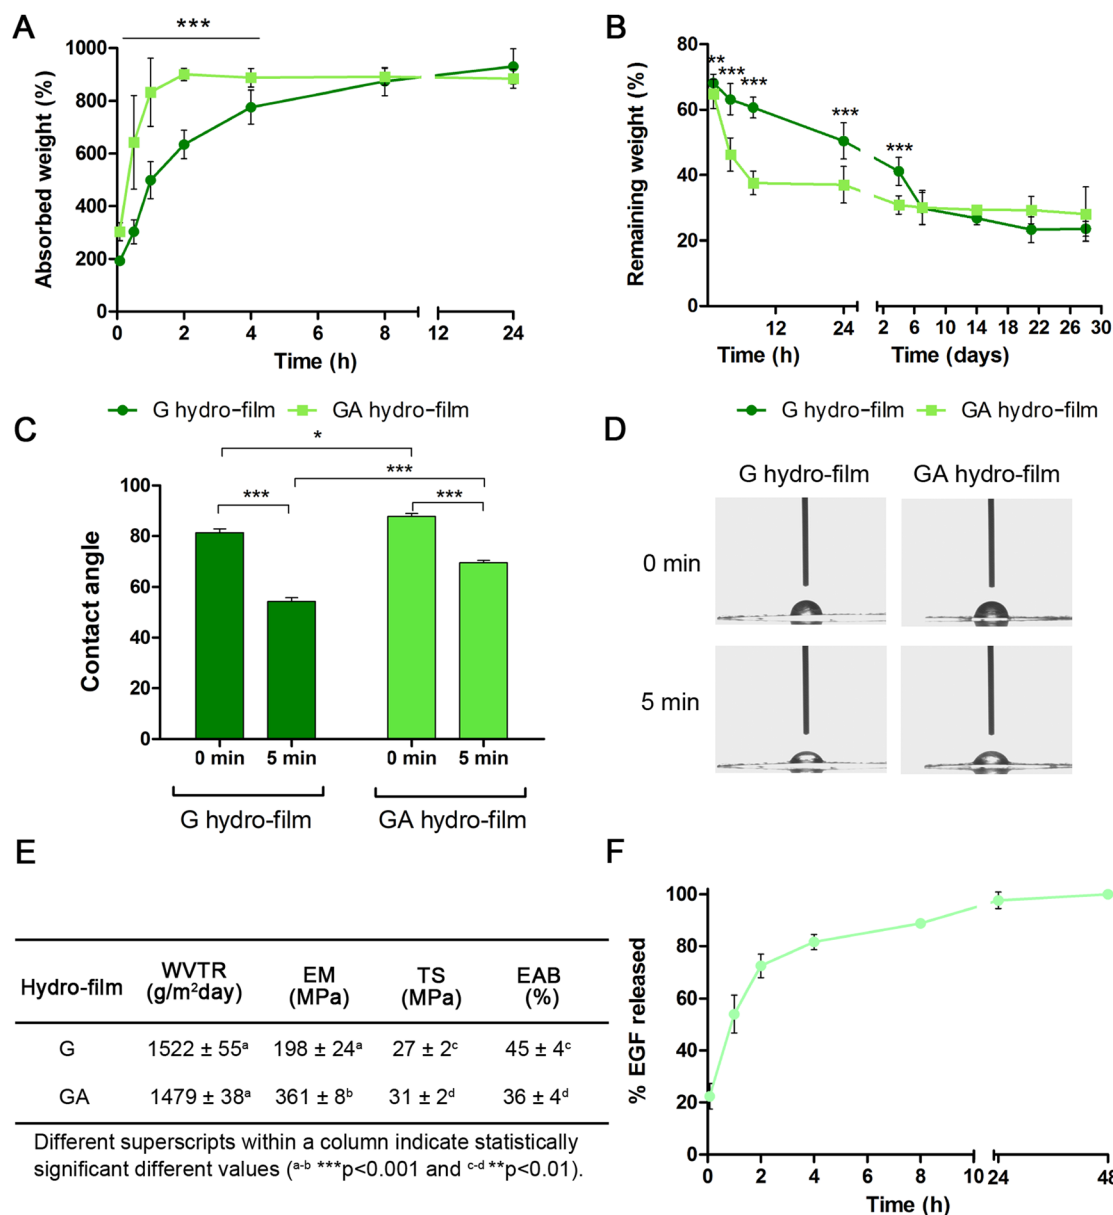 A
***
Absorbed weight (%)
1000
800
600
400
200
0
0 2 4 6 8 12 24
Time (h)
G hydro-film GA hydro-film
B
** *** *** *** ***
Remaining weight (%)
80
60
40
20
0
12 24 2 6 10 14 18 22 26 30
Time (h) Time (days)
G hydro-film GA hydro-film
C
*
***
*** ***
Contact angle
100
80
60
40
20
0
0 min 5 min 0 min 5 min
G hydro-film GA hydro-film
D
G hydro-film GA hydro-film
0 min
5 min
E
Hydro-film WVTR (g/m²day) EM (MPa) TS (MPa) EAB (%)
G 1522 ± 55ᵃ 198 ± 24ᵃ 27 ± 2ᶜ 45 ± 4ᶜ
GA 1479 ± 38ᵃ 361 ± 8ᵇ 31 ± 2ᵈ 36 ± 4ᵈ
Different superscripts within a column indicate statistically
significant different values (ᵃ⁻ᵇ ***p<0.001 and ᶜ⁻ᵈ **p<0.01).
F
% EGF released
100
80
60
40
20
0
0 2 4 6 8 10 24 48
Time (h)